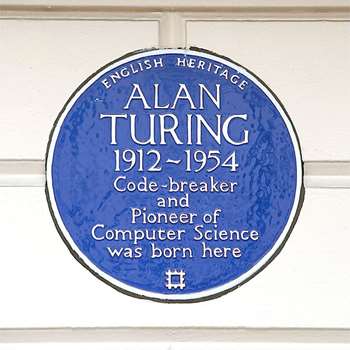 ENGLISH HERITAGE
ALAN
TURING
1912~1954
Code-breaker
and
Pioneer of
Computer Science
was born here